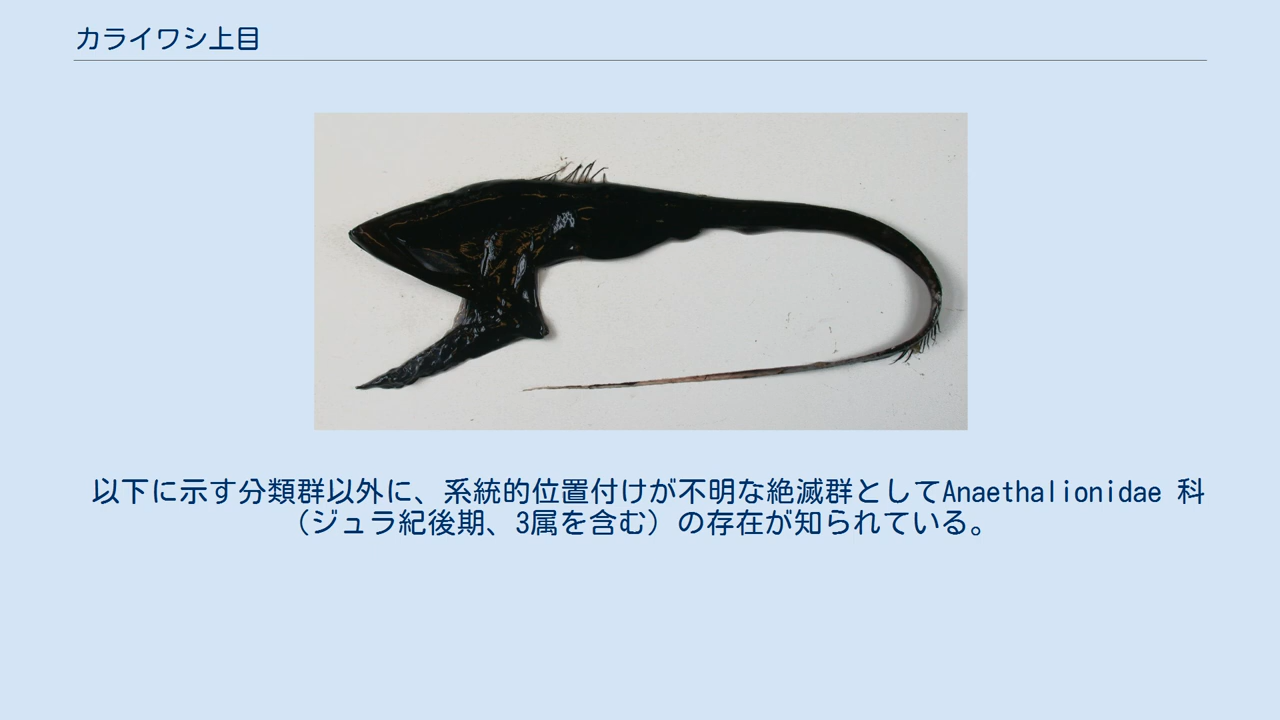 カライワシ上目
以下に示す分類群以外に、系統的位置付けが不明な絶滅群としてAnaethalionidae 科
（ジュラ紀後期、3属を含む）の存在が知られている。